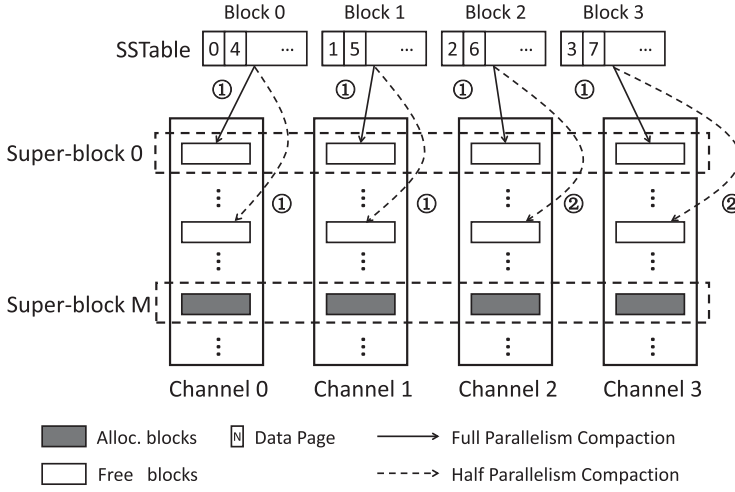 Block 0 Block 1 Block 2 Block 3
SSTable 0 4 ... 1 5 ... 2 6 ... 3 7 ...
① ① ① ①
Super-block 0
① ① ② ②
Super-block M
Channel 0 Channel 1 Channel 2 Channel 3
Alloc. blocks N Data Page Full Parallelism Compaction
Free blocks Half Parallelism Compaction